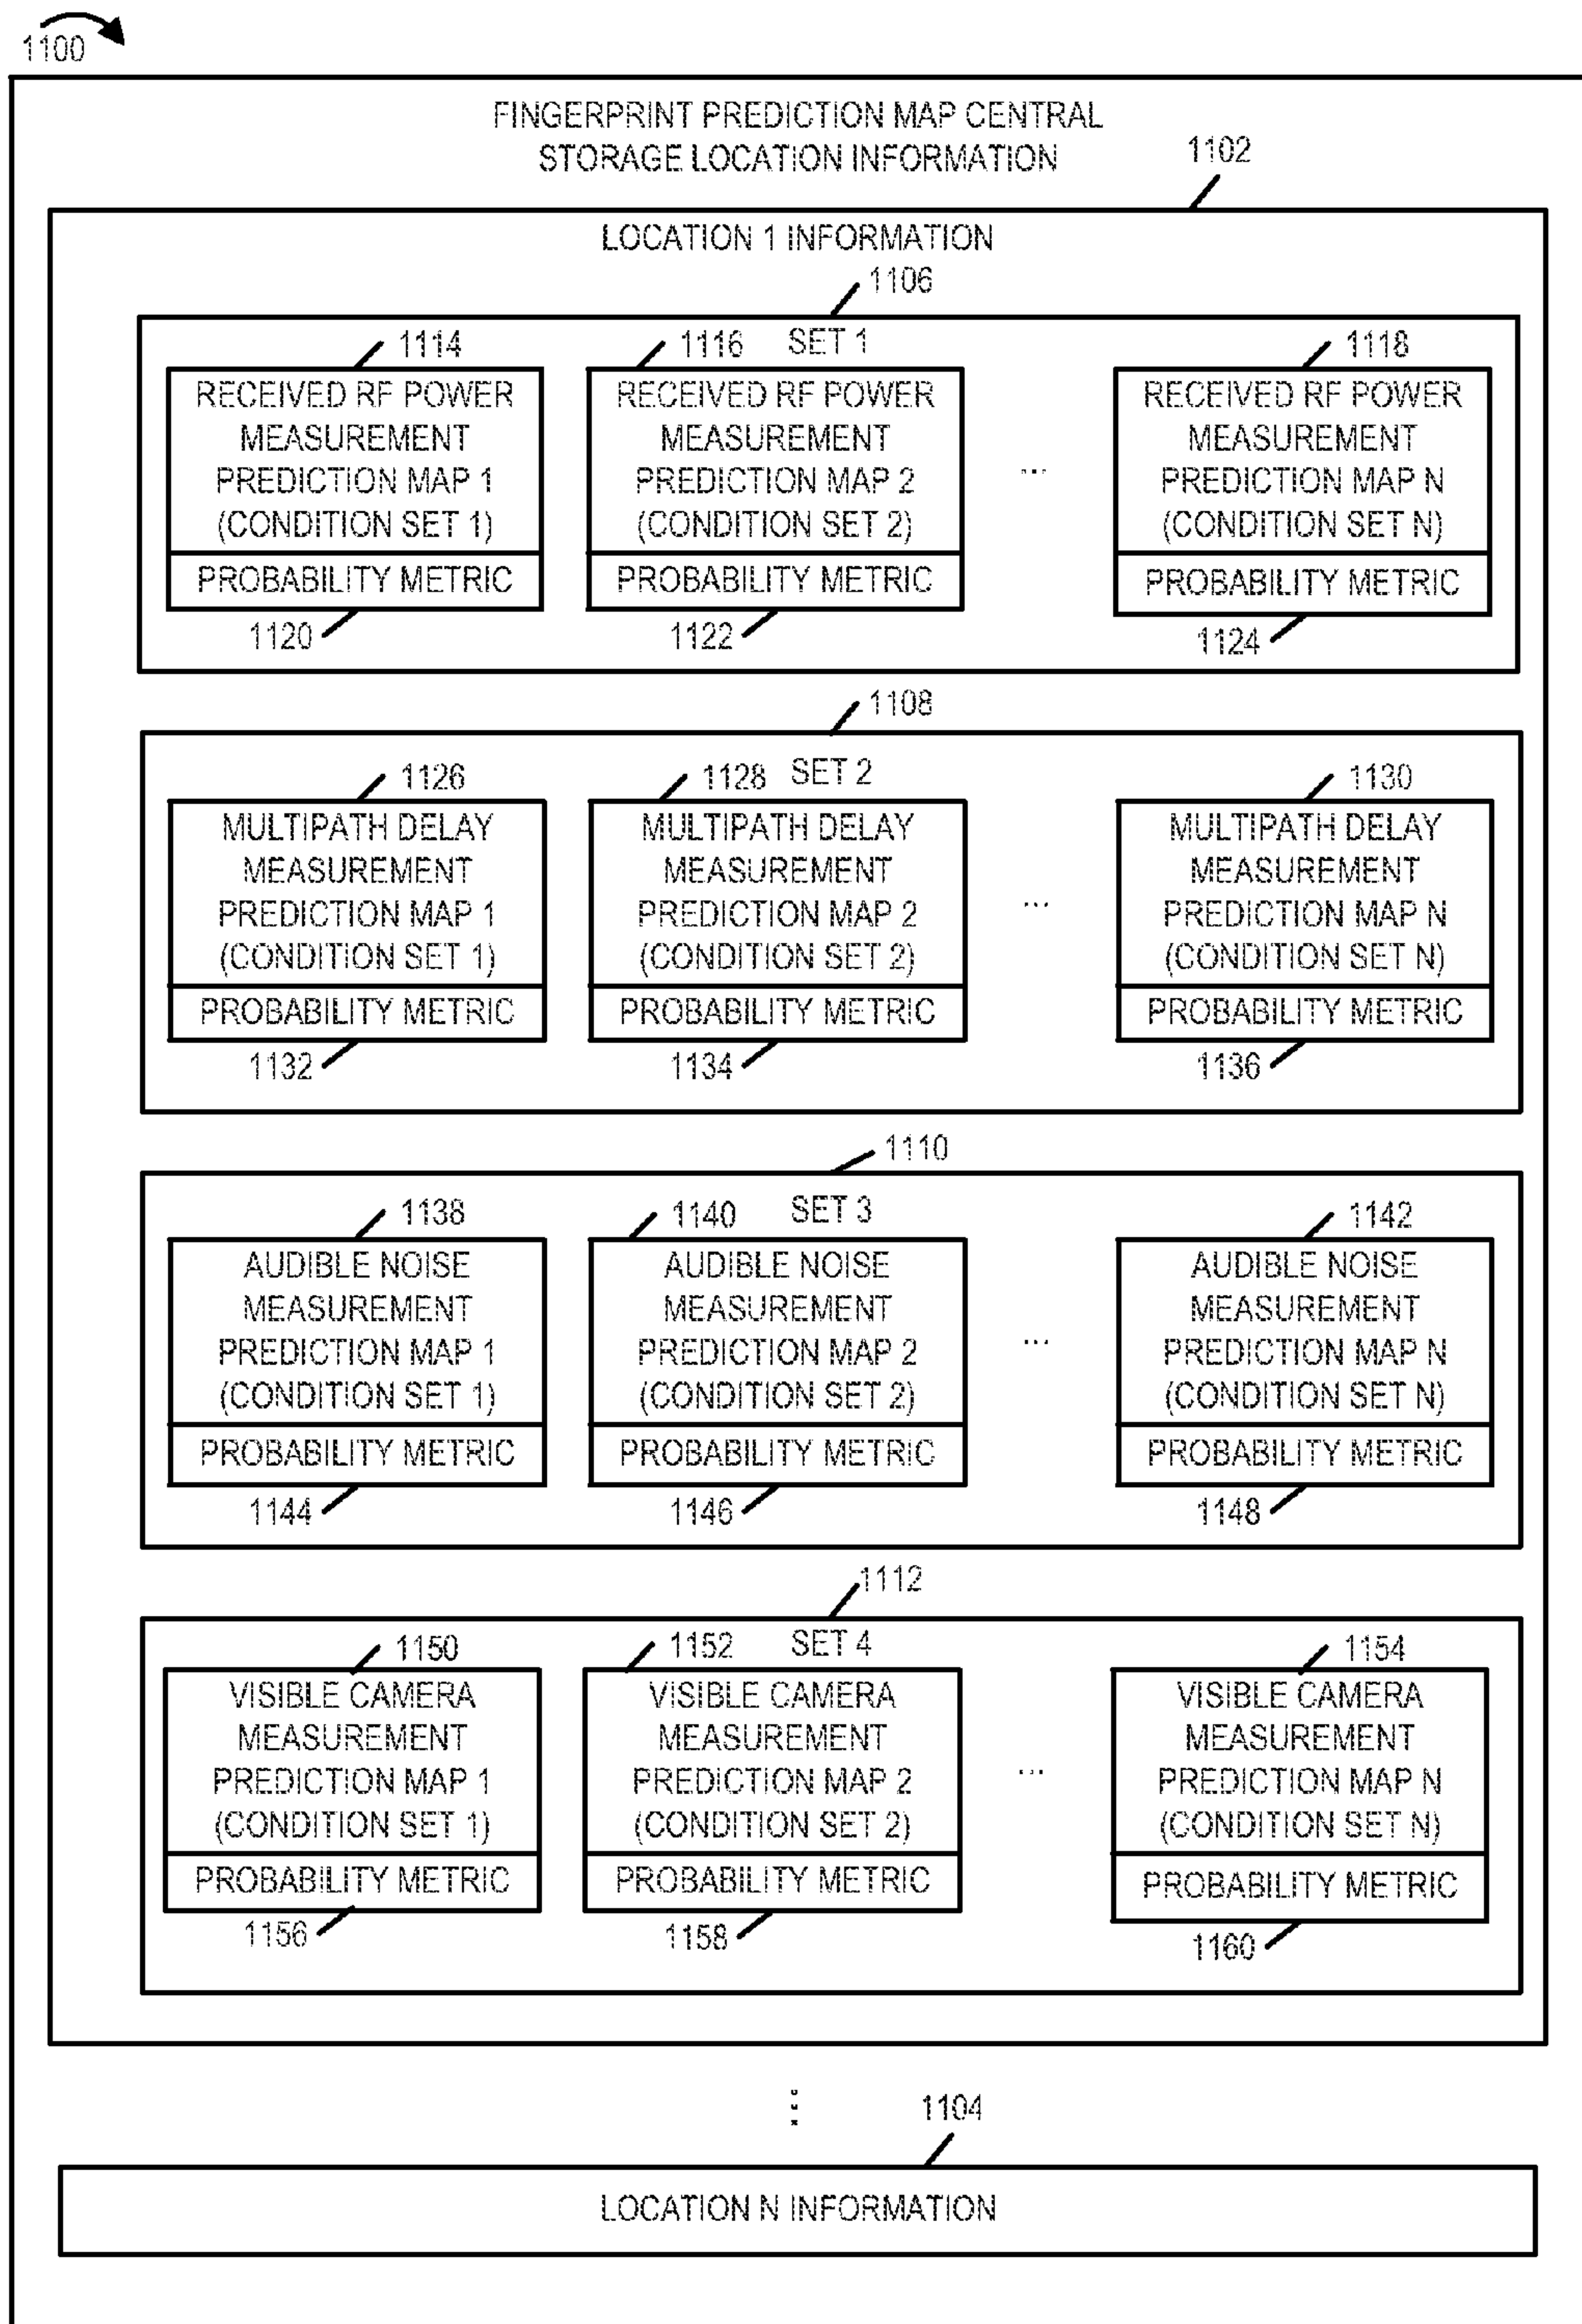 1100
FINGERPRINT PREDICTION MAP CENTRAL
STORAGE LOCATION INFORMATION
1102
LOCATION 1 INFORMATION
1106
SET 1
1114
1116
1118
RECEIVED RF POWER
MEASUREMENT
PREDICTION MAP 1
(CONDITION SET 1)
PROBABILITY METRIC
1120
RECEIVED RF POWER
MEASUREMENT
PREDICTION MAP 2
(CONDITION SET 2)
PROBABILITY METRIC
1122
...
RECEIVED RF POWER
MEASUREMENT
PREDICTION MAP N
(CONDITION SET N)
PROBABILITY METRIC
1124
1108
SET 2
1126
1128
1130
MULTIPATH DELAY
MEASUREMENT
PREDICTION MAP 1
(CONDITION SET 1)
PROBABILITY METRIC
1132
MULTIPATH DELAY
MEASUREMENT
PREDICTION MAP 2
(CONDITION SET 2)
PROBABILITY METRIC
1134
...
MULTIPATH DELAY
MEASUREMENT
PREDICTION MAP N
(CONDITION SET N)
PROBABILITY METRIC
1136
1110
SET 3
1138
1140
1142
AUDIBLE NOISE
MEASUREMENT
PREDICTION MAP 1
(CONDITION SET 1)
PROBABILITY METRIC
1144
AUDIBLE NOISE
MEASUREMENT
PREDICTION MAP 2
(CONDITION SET 2)
PROBABILITY METRIC
1146
...
AUDIBLE NOISE
MEASUREMENT
PREDICTION MAP N
(CONDITION SET N)
PROBABILITY METRIC
1148
1112
SET 4
1150
1152
1154
VISIBLE CAMERA
MEASUREMENT
PREDICTION MAP 1
(CONDITION SET 1)
PROBABILITY METRIC
1156
VISIBLE CAMERA
MEASUREMENT
PREDICTION MAP 2
(CONDITION SET 2)
PROBABILITY METRIC
1158
...
VISIBLE CAMERA
MEASUREMENT
PREDICTION MAP N
(CONDITION SET N)
PROBABILITY METRIC
1160
⋮
1104
LOCATION N INFORMATION